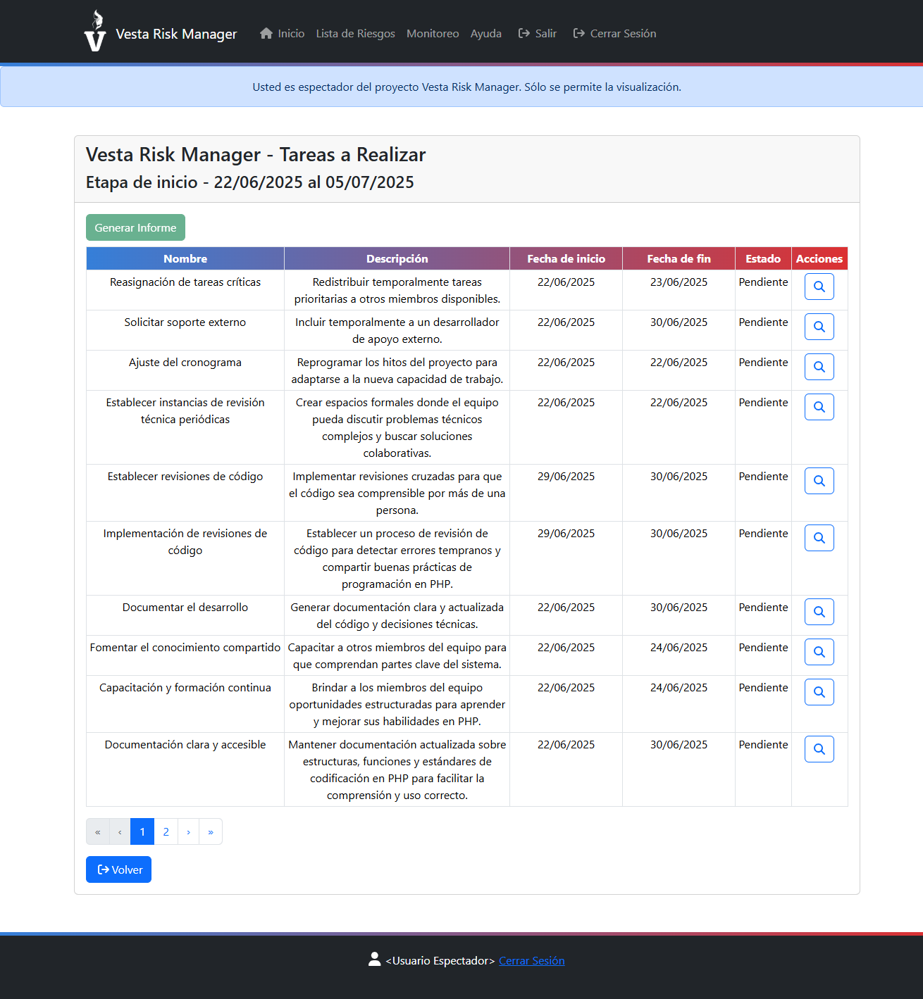 Vesta Risk Manager Inicio Lista de Riesgos Monitoreo Ayuda Salir Cerrar Sesión
Usted es espectador del proyecto Vesta Risk Manager. Sólo se permite la visualización.
Vesta Risk Manager - Tareas a Realizar
Etapa de inicio - 22/06/2025 al 05/07/2025
Generar Informe
Nombre Descripción Fecha de inicio Fecha de fin Estado Acciones
Reasignación de tareas críticas Redistribuir temporalmente tareas 22/06/2025 23/06/2025 Pendiente
prioritarias a otros miembros disponibles.
Solicitar soporte externo Incluir temporalmente a un desarrollador 22/06/2025 30/06/2025 Pendiente
de apoyo externo.
Ajuste del cronograma Reprogramar los hitos del proyecto para 22/06/2025 22/06/2025 Pendiente
adaptarse a la nueva capacidad de trabajo.
Establecer instancias de revisión Crear espacios formales donde el equipo 22/06/2025 22/06/2025 Pendiente
técnica periódicas pueda discutir problemas técnicos
complejos y buscar soluciones
colaborativas.
Establecer revisiones de código Implementar revisiones cruzadas para que 29/06/2025 30/06/2025 Pendiente
el código sea comprensible por más de una
persona.
Implementación de revisiones de Establecer un proceso de revisión de 29/06/2025 30/06/2025 Pendiente
código código para detectar errores tempranos y
compartir buenas prácticas de
programación en PHP.
Documentar el desarrollo Generar documentación clara y actualizada 22/06/2025 30/06/2025 Pendiente
del código y decisiones técnicas.
Fomentar el conocimiento compartido Capacitar a otros miembros del equipo para 22/06/2025 24/06/2025 Pendiente
que comprendan partes clave del sistema.
Capacitación y formación continua Brindar a los miembros del equipo 22/06/2025 24/06/2025 Pendiente
oportunidades estructuradas para aprender
y mejorar sus habilidades en PHP.
Documentación clara y accesible Mantener documentación actualizada sobre 22/06/2025 30/06/2025 Pendiente
estructuras, funciones y estándares de
codificación en PHP para facilitar la
comprensión y uso correcto.
« ‹ 1 2 › »
Volver
<Usuario Espectador> Cerrar Sesión